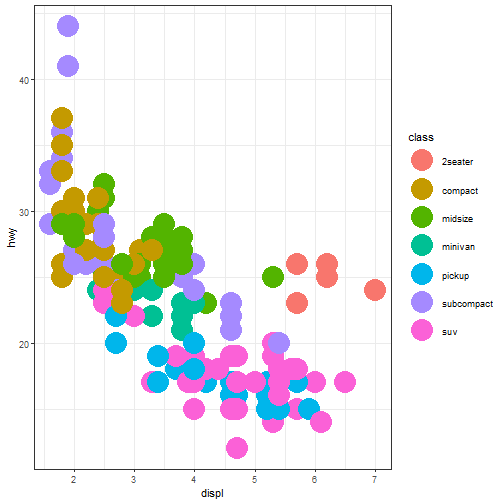 class
2seater
compact
midsize
minivan
pickup
subcompact
suv
hwy
40
30
20
2 3 4 5 6 7
displ